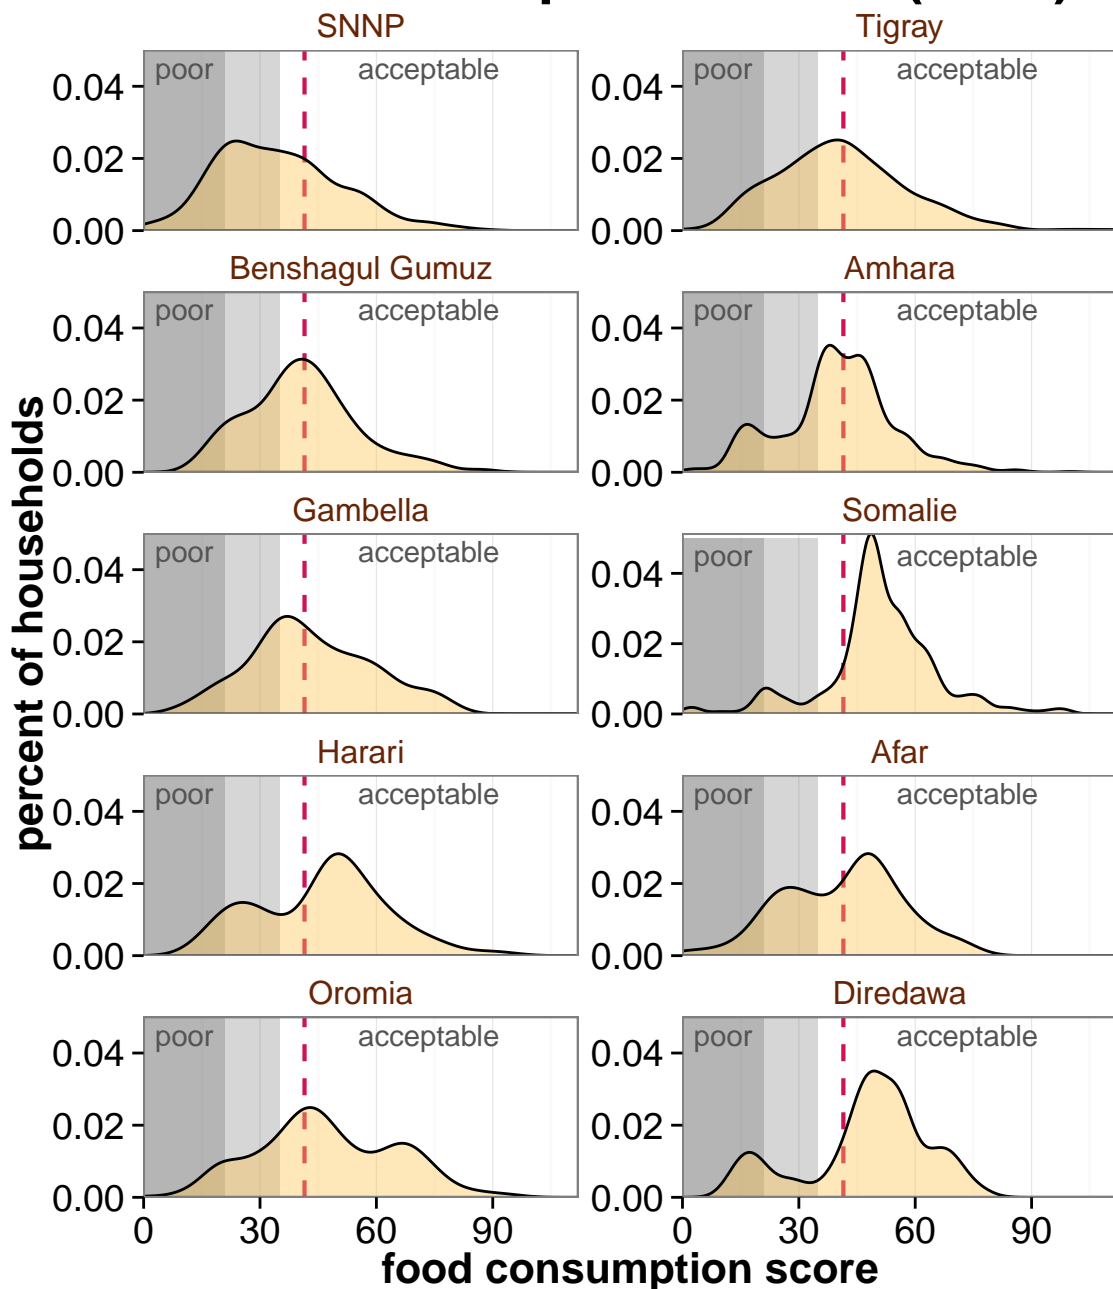 SNNP
Tigray
poor acceptable
poor acceptable
0.04
0.02
0.00
0.04
0.02
0.00
Benshagul Gumuz
Amhara
poor acceptable
poor acceptable
0.04
0.02
0.00
0.04
0.02
0.00
Gambella
Somalie
poor acceptable
poor acceptable
0.04
0.02
0.00
0.04
0.02
0.00
Harari
Afar
poor acceptable
poor acceptable
0.04
0.02
0.00
0.04
0.02
0.00
Oromia
Diredawa
poor acceptable
poor acceptable
0.04
0.02
0.00
0.04
0.02
0.00
0 30 60 90
0 30 60 90
percent of households
food consumption score